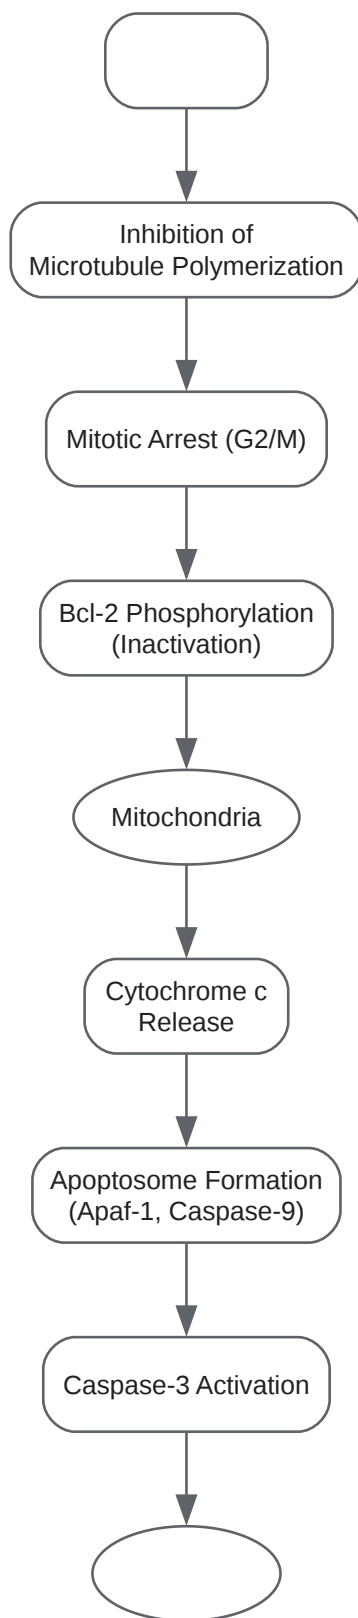 Inhibition of
Microtubule Polymerization
Mitotic Arrest (G2/M)
Bcl-2 Phosphorylation
(Inactivation)
Mitochondria
Cytochrome c
Release
Apoptosome Formation
(Apaf-1, Caspase-9)
Caspase-3 Activation